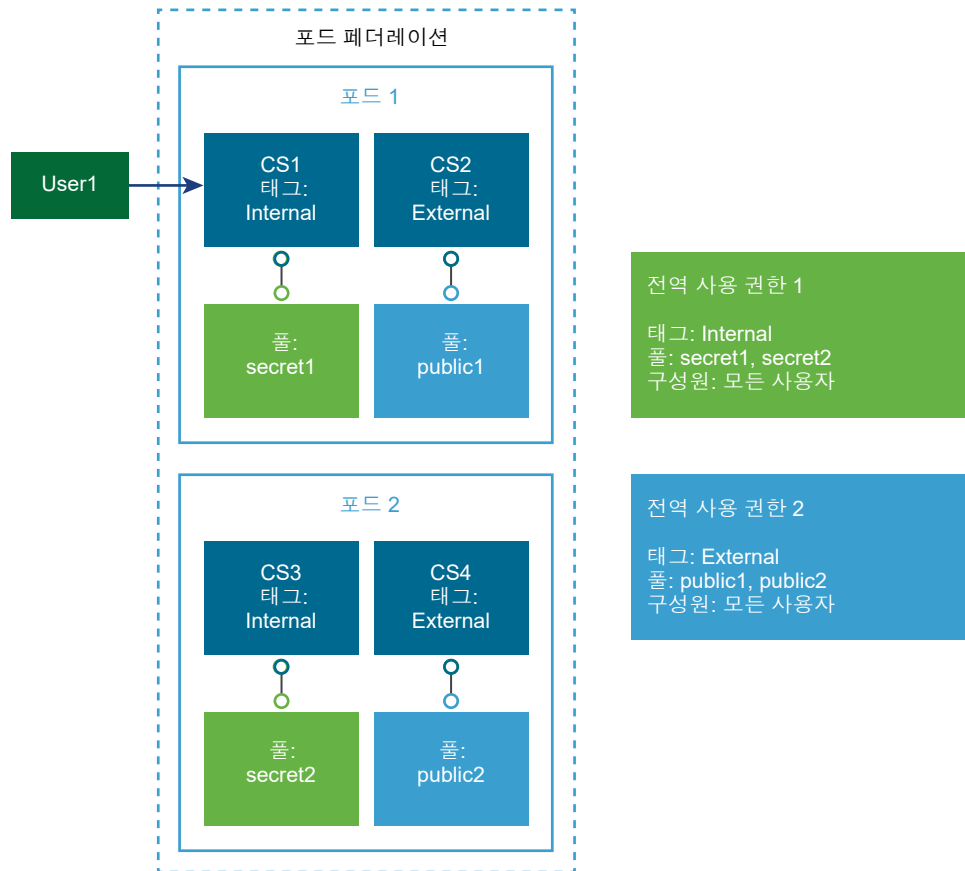 포드 페더레이션
포드 1
User1
CS1
태그:
Internal
CS2
태그:
External
풀:
secret1
풀:
public1
포드 2
CS3
태그:
Internal
CS4
태그:
External
풀:
secret2
풀:
public2
전역 사용 권한 1
태그: Internal
풀: secret1, secret2
구성원: 모든 사용자
전역 사용 권한 2
태그: External
풀: public1, public2
구성원: 모든 사용자